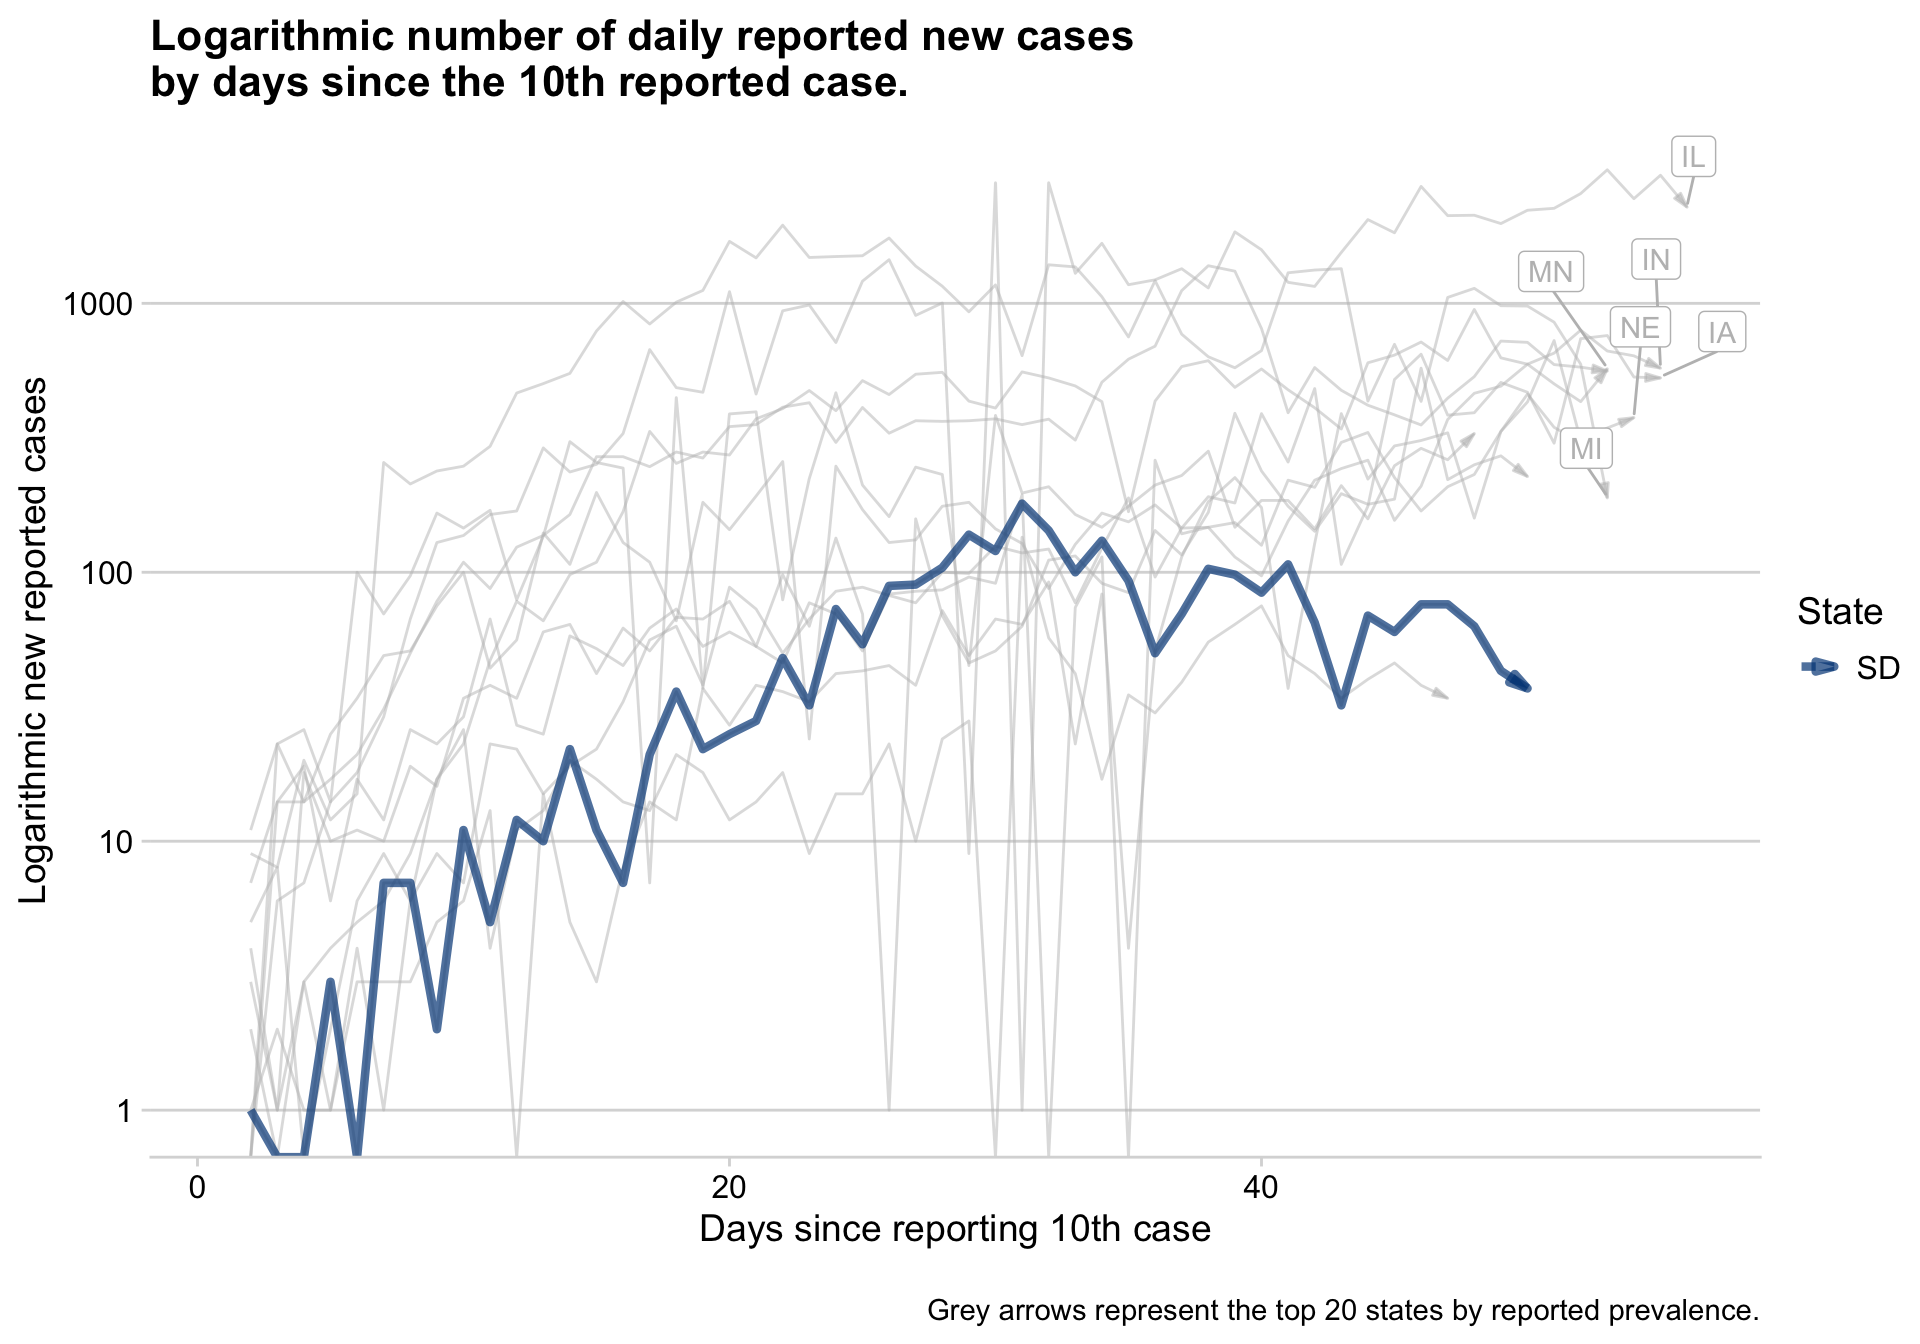 Logarithmic number of daily reported new cases
by days since the 10th reported case.
IL
IN
MN
NE
IA
MI
1000
100
10
1
Logarithmic new reported cases
State
SD
0
20
40
Days since reporting 10th case
Grey arrows represent the top 20 states by reported prevalence.